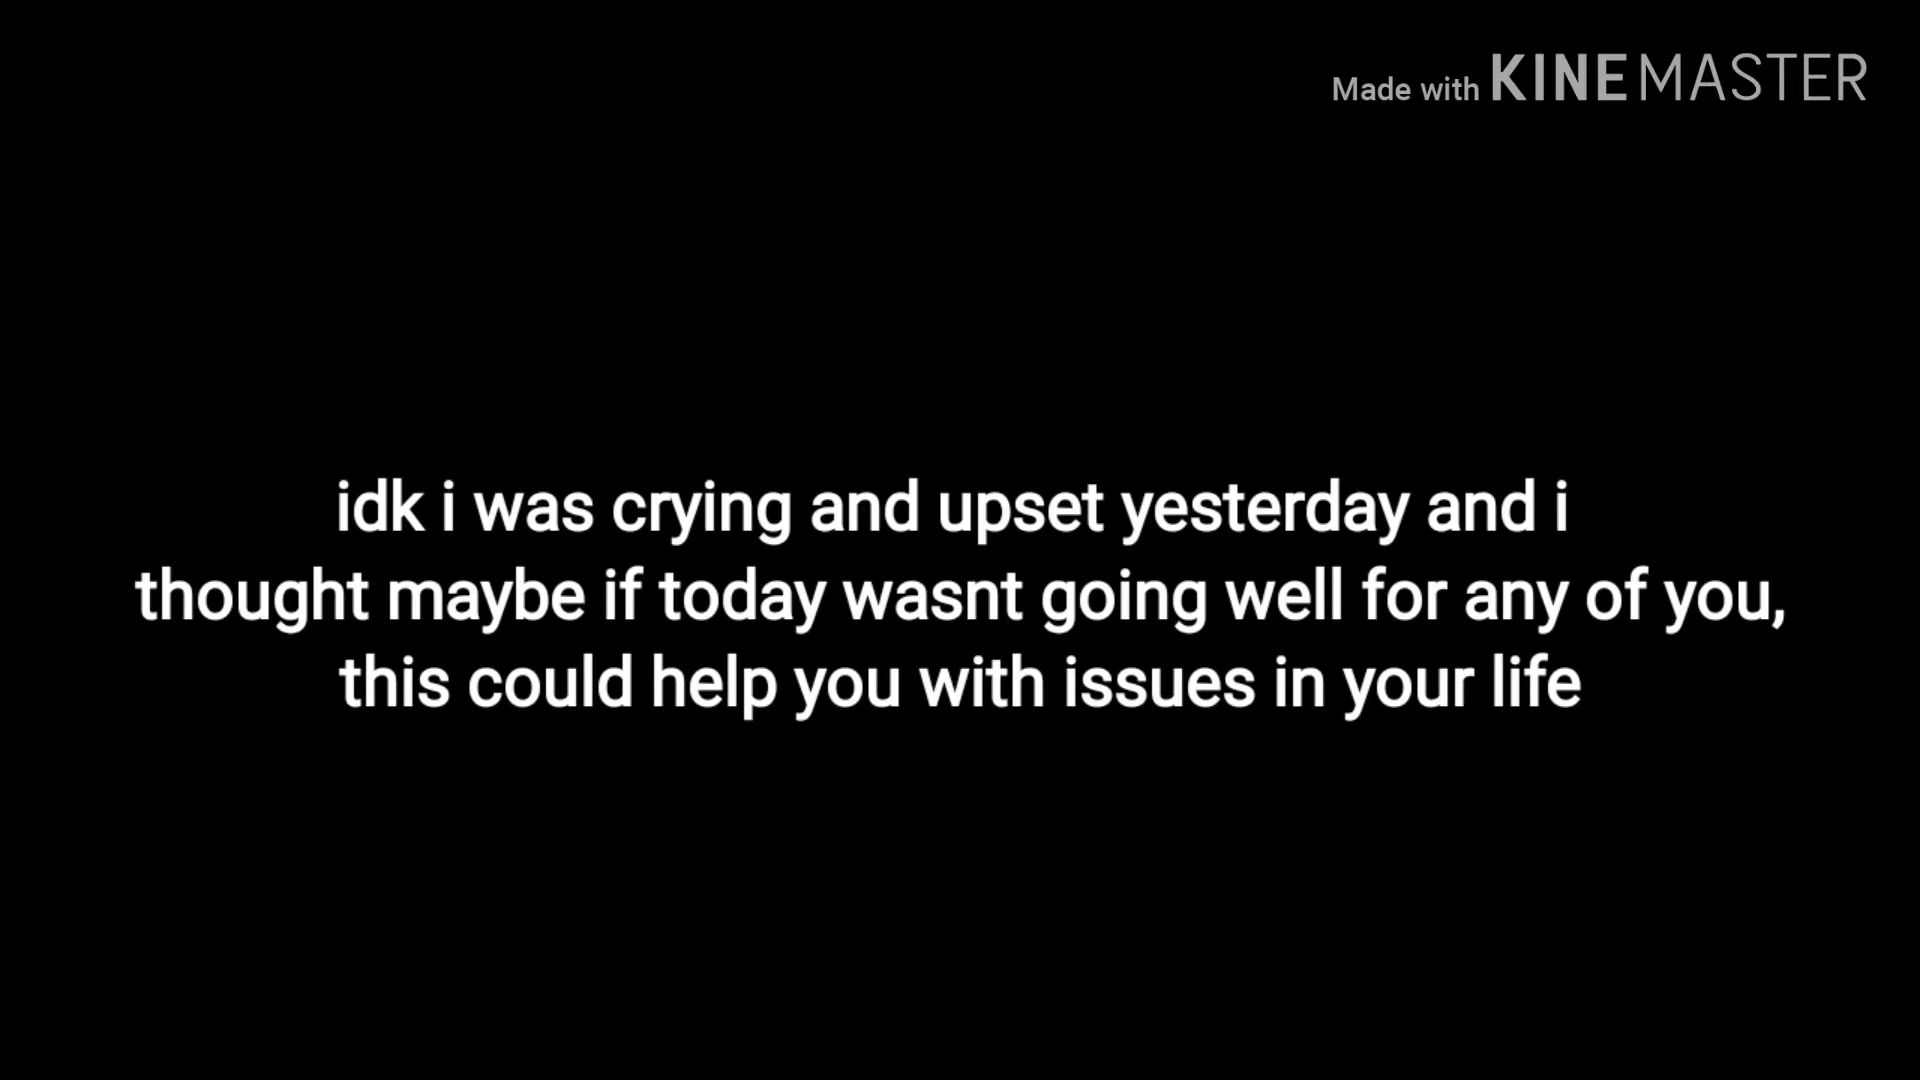 Made with KINEMASTER
idk i was crying and upset yesterday and i
thought maybe if today wasnt going well for any of you,
this could help you with issues in your life